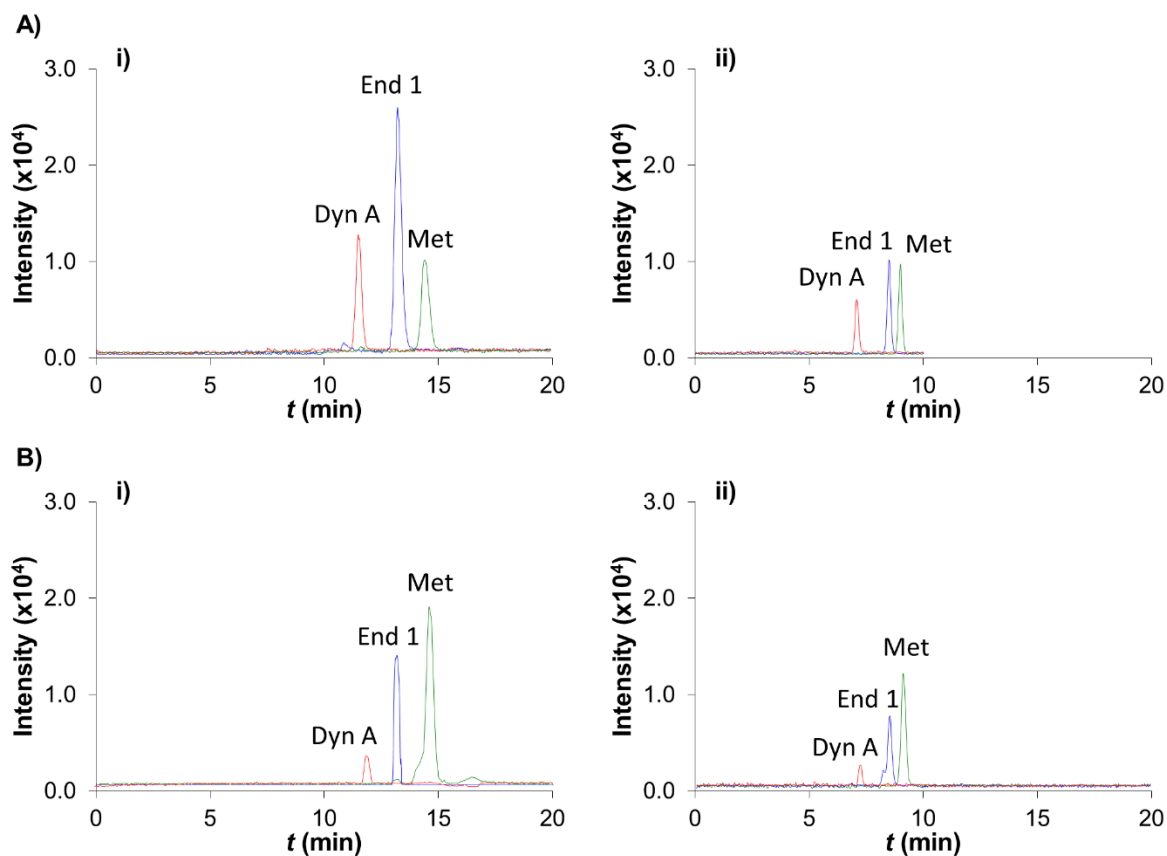 A)
i)
3.0
2.0
1.0
0.0
Intensity (x10⁴)
End 1
Dyn A
Met
0 5 10 15 20
t (min)
ii)
3.0
2.0
1.0
0.0
Intensity (x10⁴)
End 1 Met
Dyn A
0 5 10 15 20
t (min)
B)
i)
3.0
2.0
1.0
0.0
Intensity (x10⁴)
Met
End 1
Dyn A
0 5 10 15 20
t (min)
ii)
3.0
2.0
1.0
0.0
Intensity (x10⁴)
Met
End 1
Dyn A
0 5 10 15 20
t (min)